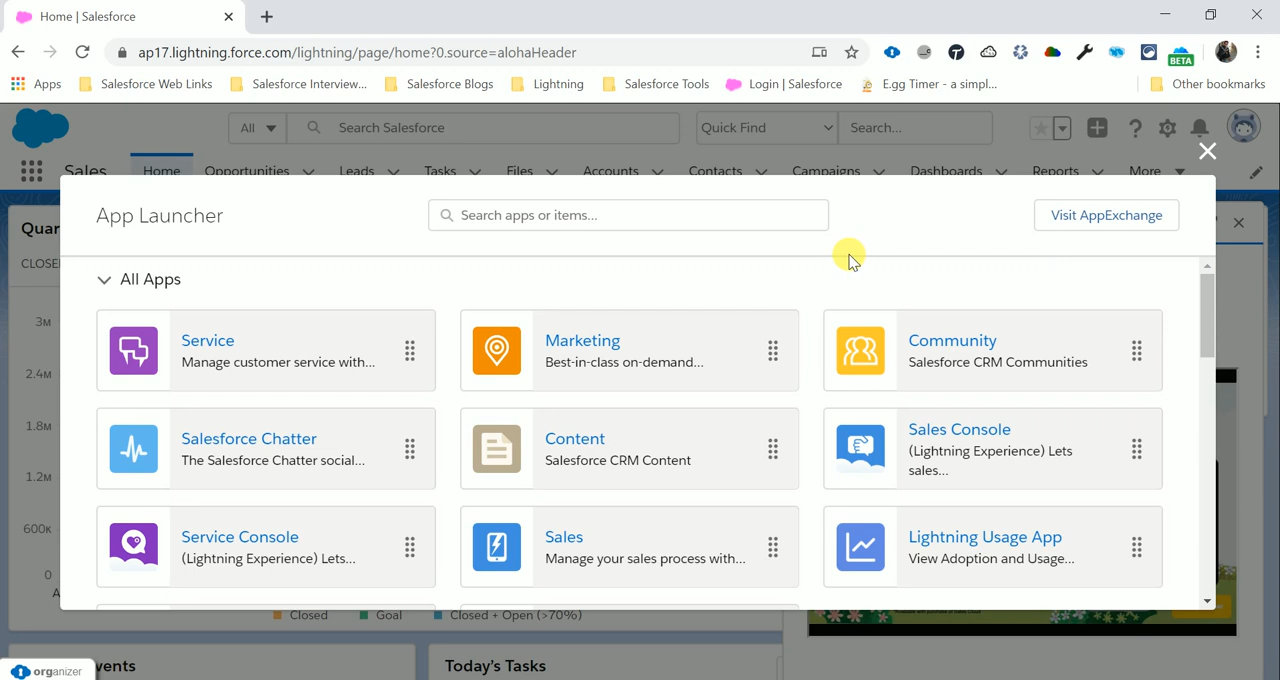 Home | Salesforce
ap17.lightning.force.com/lightning/page/home?0.source=alohaHeader
BETA
Apps Salesforce Web Links Salesforce Interview... Salesforce Blogs Lightning Salesforce Tools Login | Salesforce E.gg Timer - a simpl... Other bookmarks
All Search Salesforce Quick Find Search...
Sales Home Opportunities Leads Tasks Files Accounts Contacts Campaigns Dashboards Reports More
App Launcher Search apps or items... Visit AppExchange
Quar
CLOSE
3M
2.4M
1.8M
1.2M
600K
0
A
All Apps
Service
Manage customer service with...
Marketing
Best-in-class on-demand...
Community
Salesforce CRM Communities
Salesforce Chatter
The Salesforce Chatter social...
Content
Salesforce CRM Content
Sales Console
(Lightning Experience) Lets
sales...
Service Console
(Lightning Experience) Lets...
Sales
Manage your sales process with...
Lightning Usage App
View Adoption and Usage...
Closed Goal Closed + Open (>70%)
vents
Today's Tasks
organizer